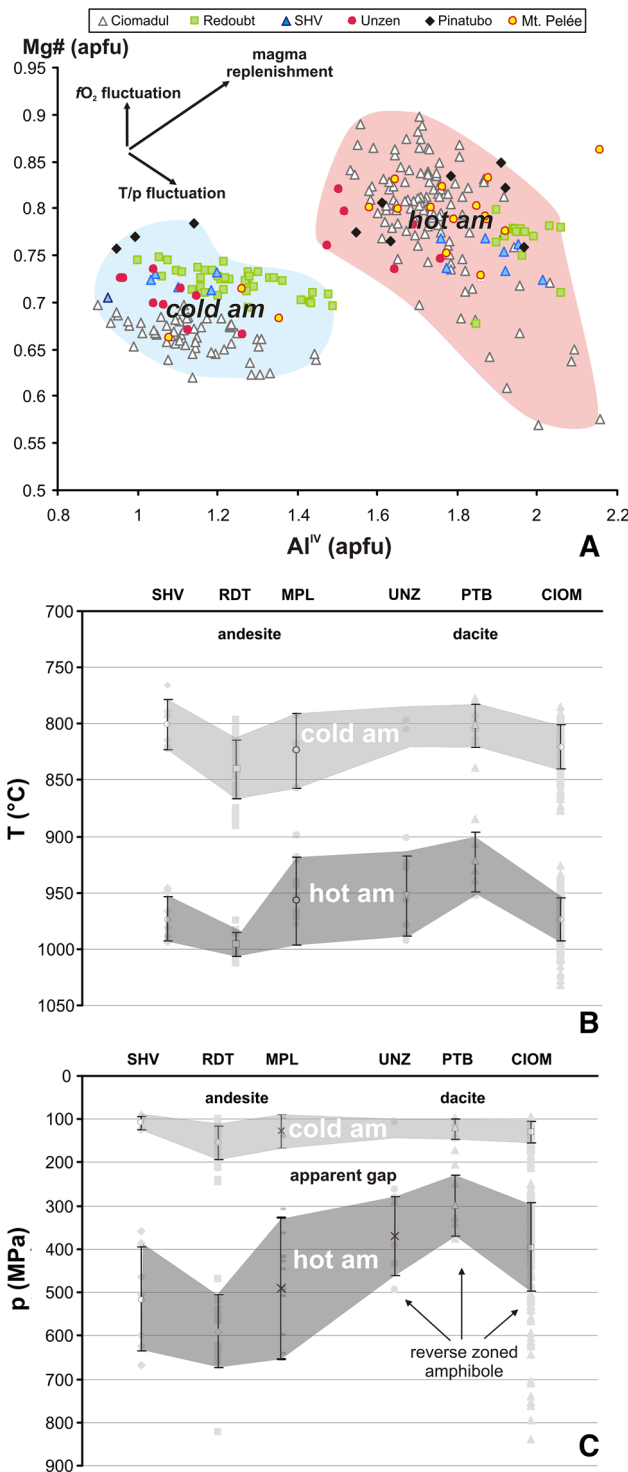 Ciomadul Redoubt SHV Unzen Pinatubo Mt. Pelée
Mg# (apfu)
0.95
0.9
0.85
0.8
0.75
0.7
0.65
0.6
0.55
0.5
magma
replenishment
fO2 fluctuation
T/p fluctuation
hot am
cold am
0.8 1 1.2 1.4 1.6 1.8 2 2.2
AlIV (apfu)
A
SHV RDT MPL UNZ PTB CIOM
andesite dacite
700
750
800
850
900
950
1000
1050
T (°C)
cold am
hot am
B
SHV RDT MPL UNZ PTB CIOM
andesite dacite
0
100
200
300
400
500
600
700
800
900
p (MPa)
cold am
apparent gap
hot am
reverse zoned
amphibole
C